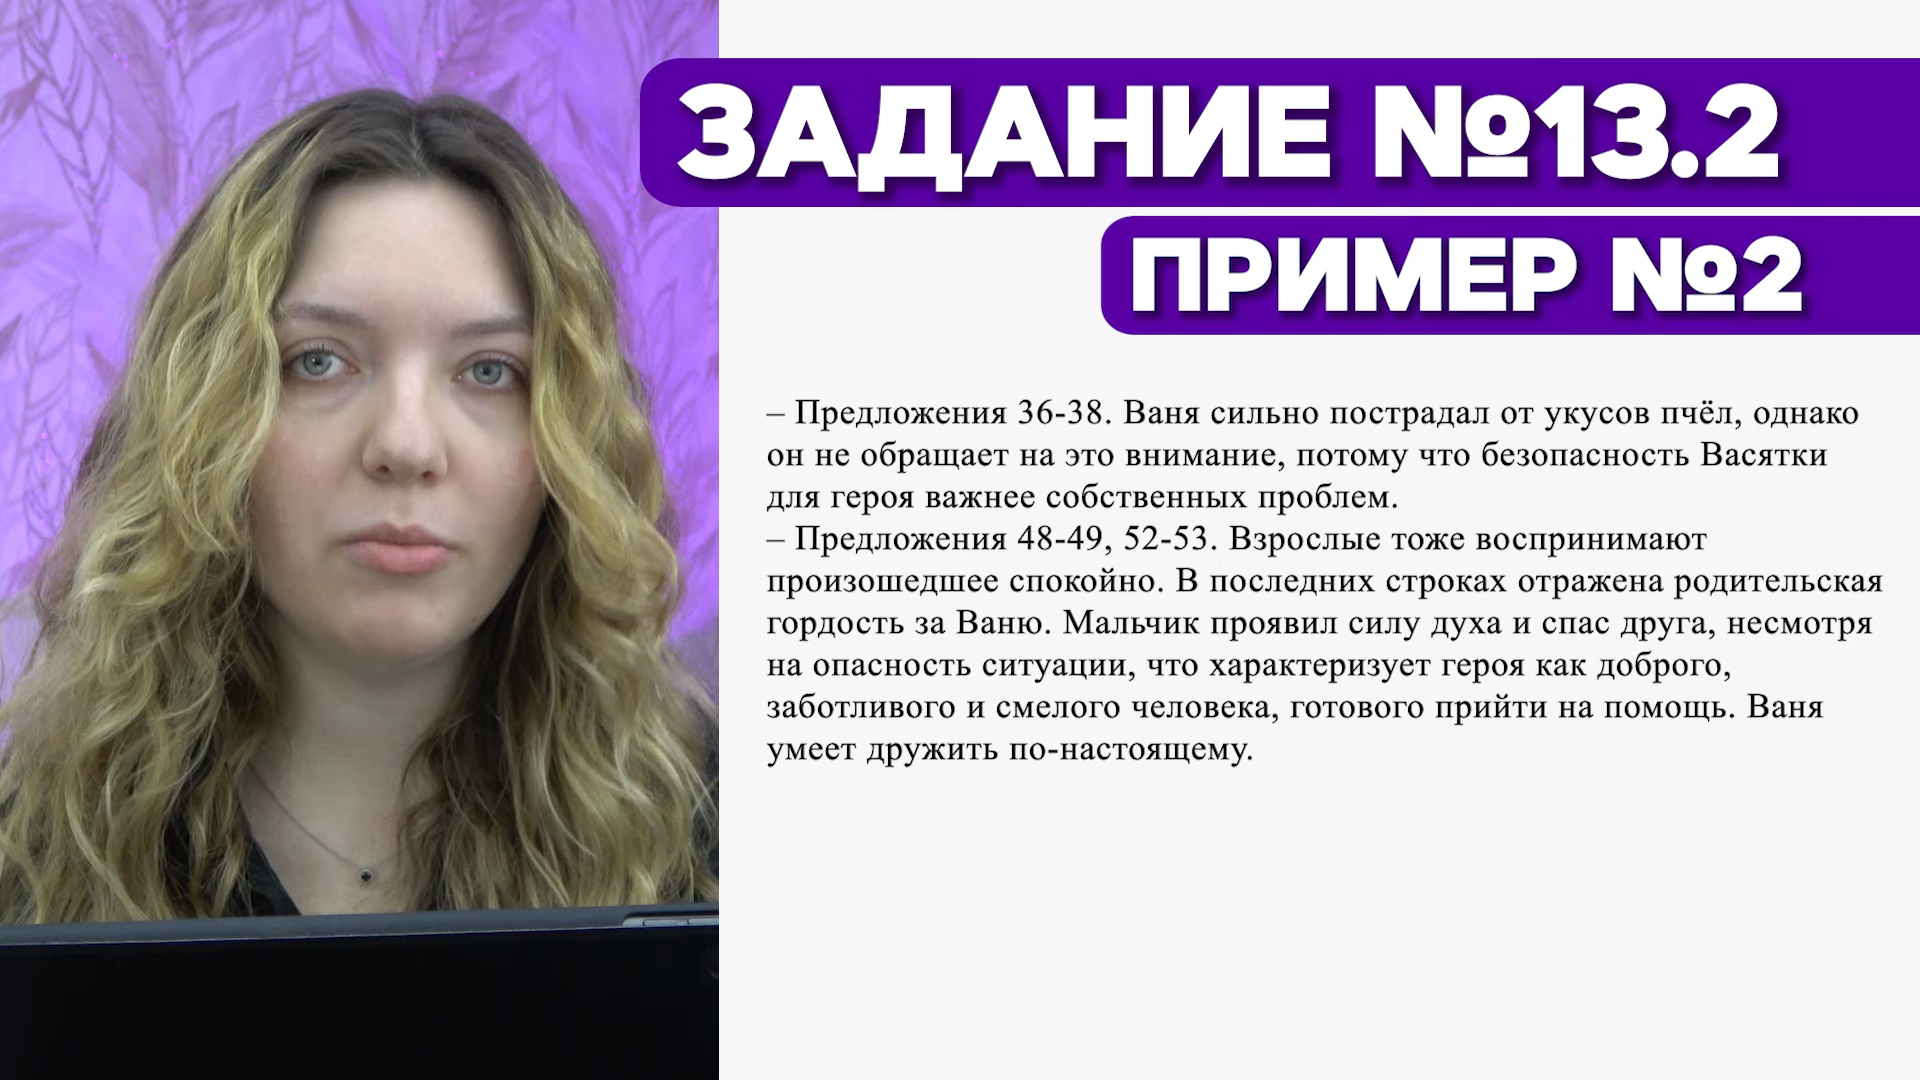 ЗАДАНИЕ №13.2
ПРИМЕР №2
– Предложения 36-38. Ваня сильно пострадал от укусов пчёл, однако
он не обращает на это внимание, потому что безопасность Васятки
для героя важнее собственных проблем.
– Предложения 48-49, 52-53. Взрослые тоже воспринимают
произошедшее спокойно. В последних строках отражена родительская
гордость за Ваню. Мальчик проявил силу духа и спас друга, несмотря
на опасность ситуации, что характеризует героя как доброго,
заботливого и смелого человека, готового прийти на помощь. Ваня
умеет дружить по-настоящему.